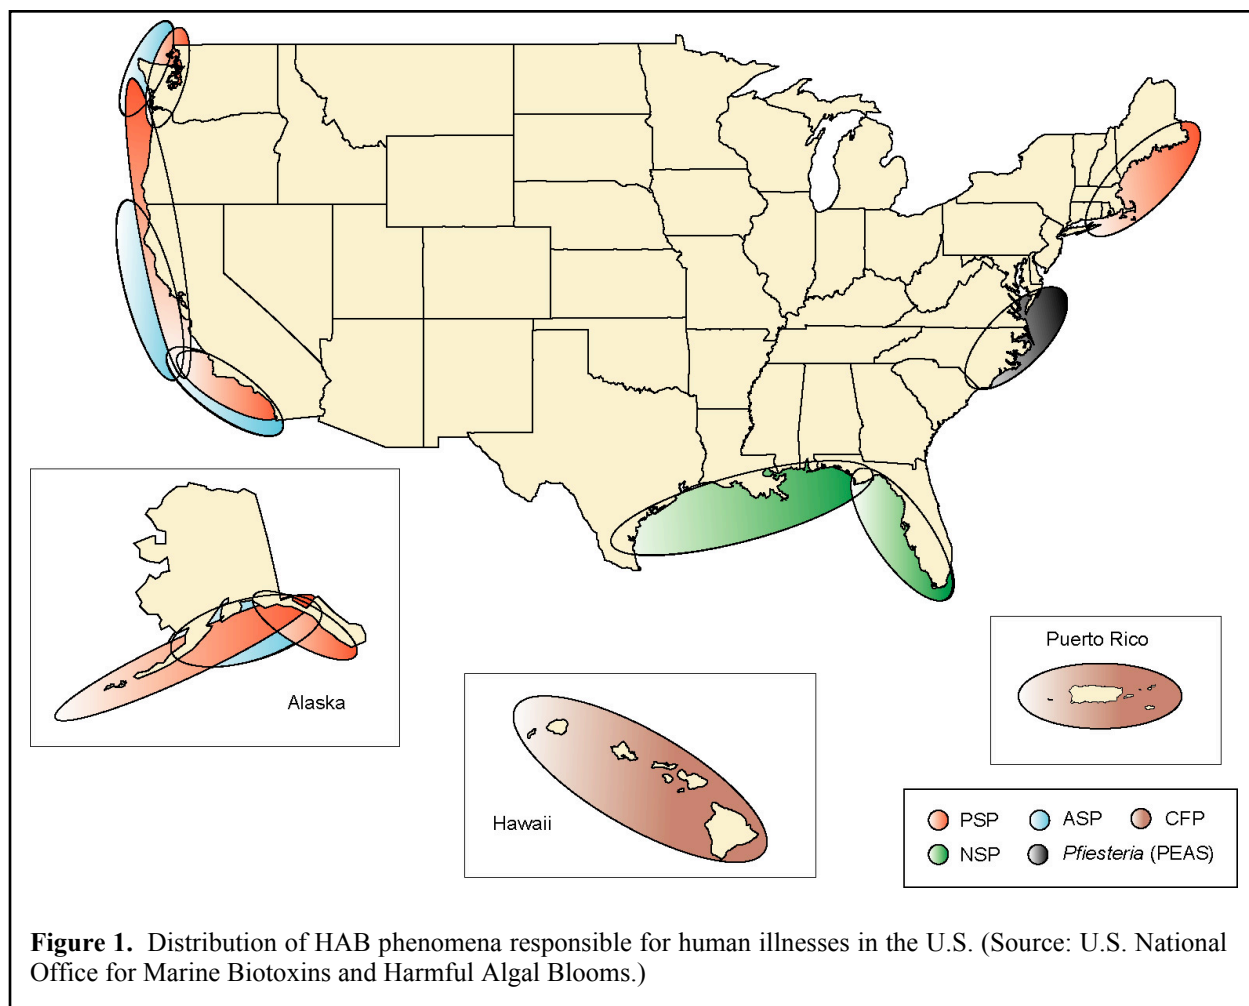 Alaska
Hawaii
Puerto Rico
PSP ASP CFP
NSP Pfiesteria (PEAS)
Figure 1. Distribution of HAB phenomena responsible for human illnesses in the U.S. (Source: U.S. National
Office for Marine Biotoxins and Harmful Algal Blooms.)